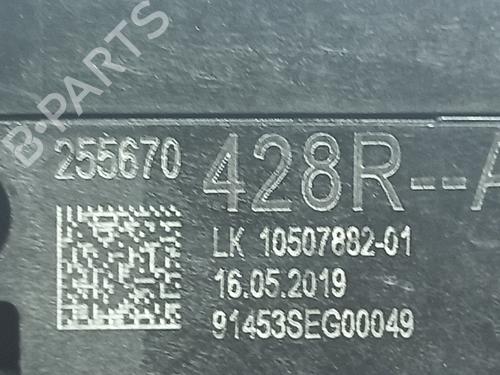 B-PARTS
255670 428R--A
LK 10507882-01
16.05.2019
91453SEG00049